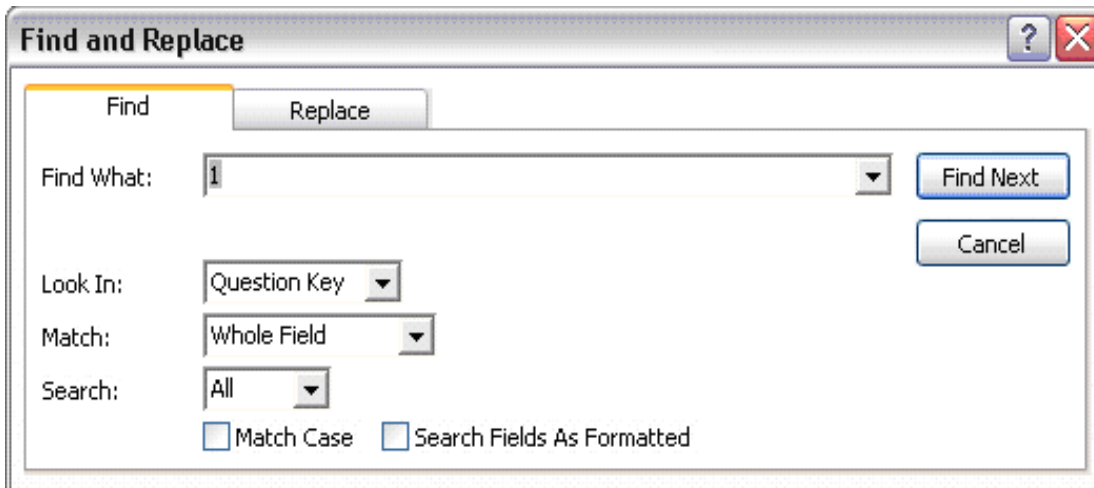 Find and Replace
?
Find Replace
Find What: 1 Find Next
Cancel
Look In: Question Key
Match: Whole Field
Search: All
Match Case Search Fields As Formatted